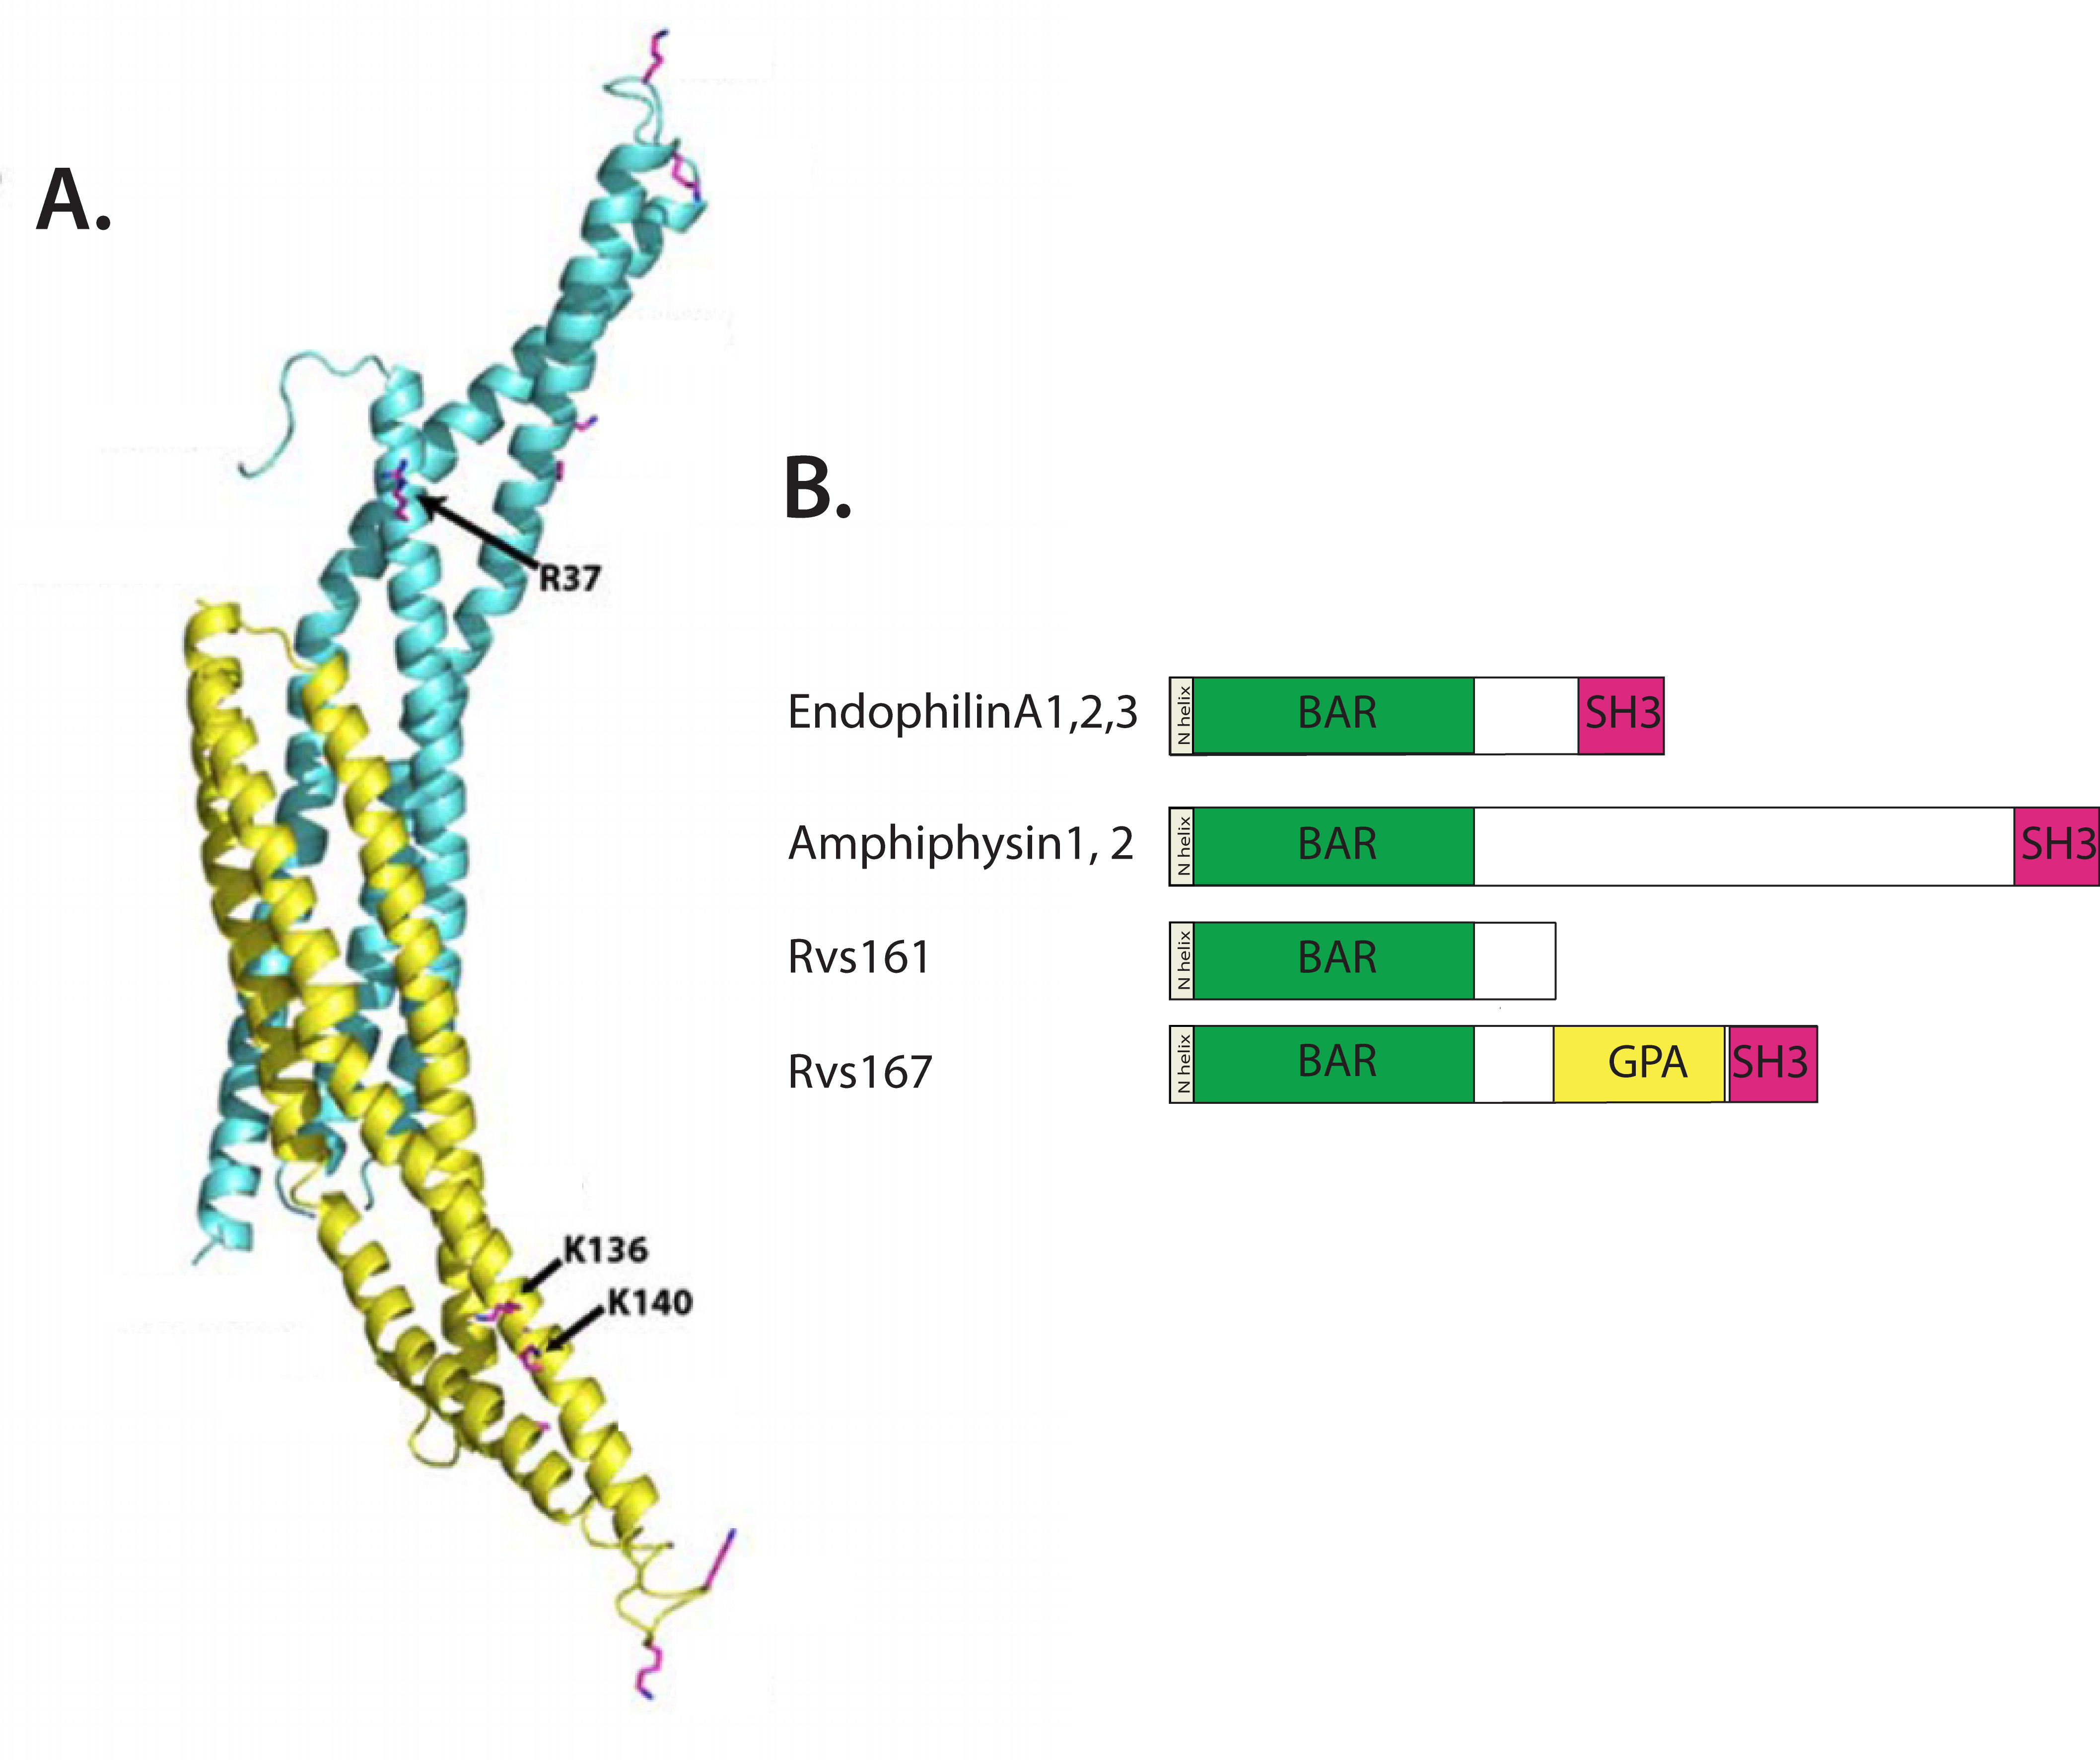 A.
R37
K136
K140
B.
EndophilinA1,2,3 N helix BAR SH3
Amphiphysin1, 2 N helix BAR SH3
Rvs161 N helix BAR
Rvs167 N helix BAR GPA SH3